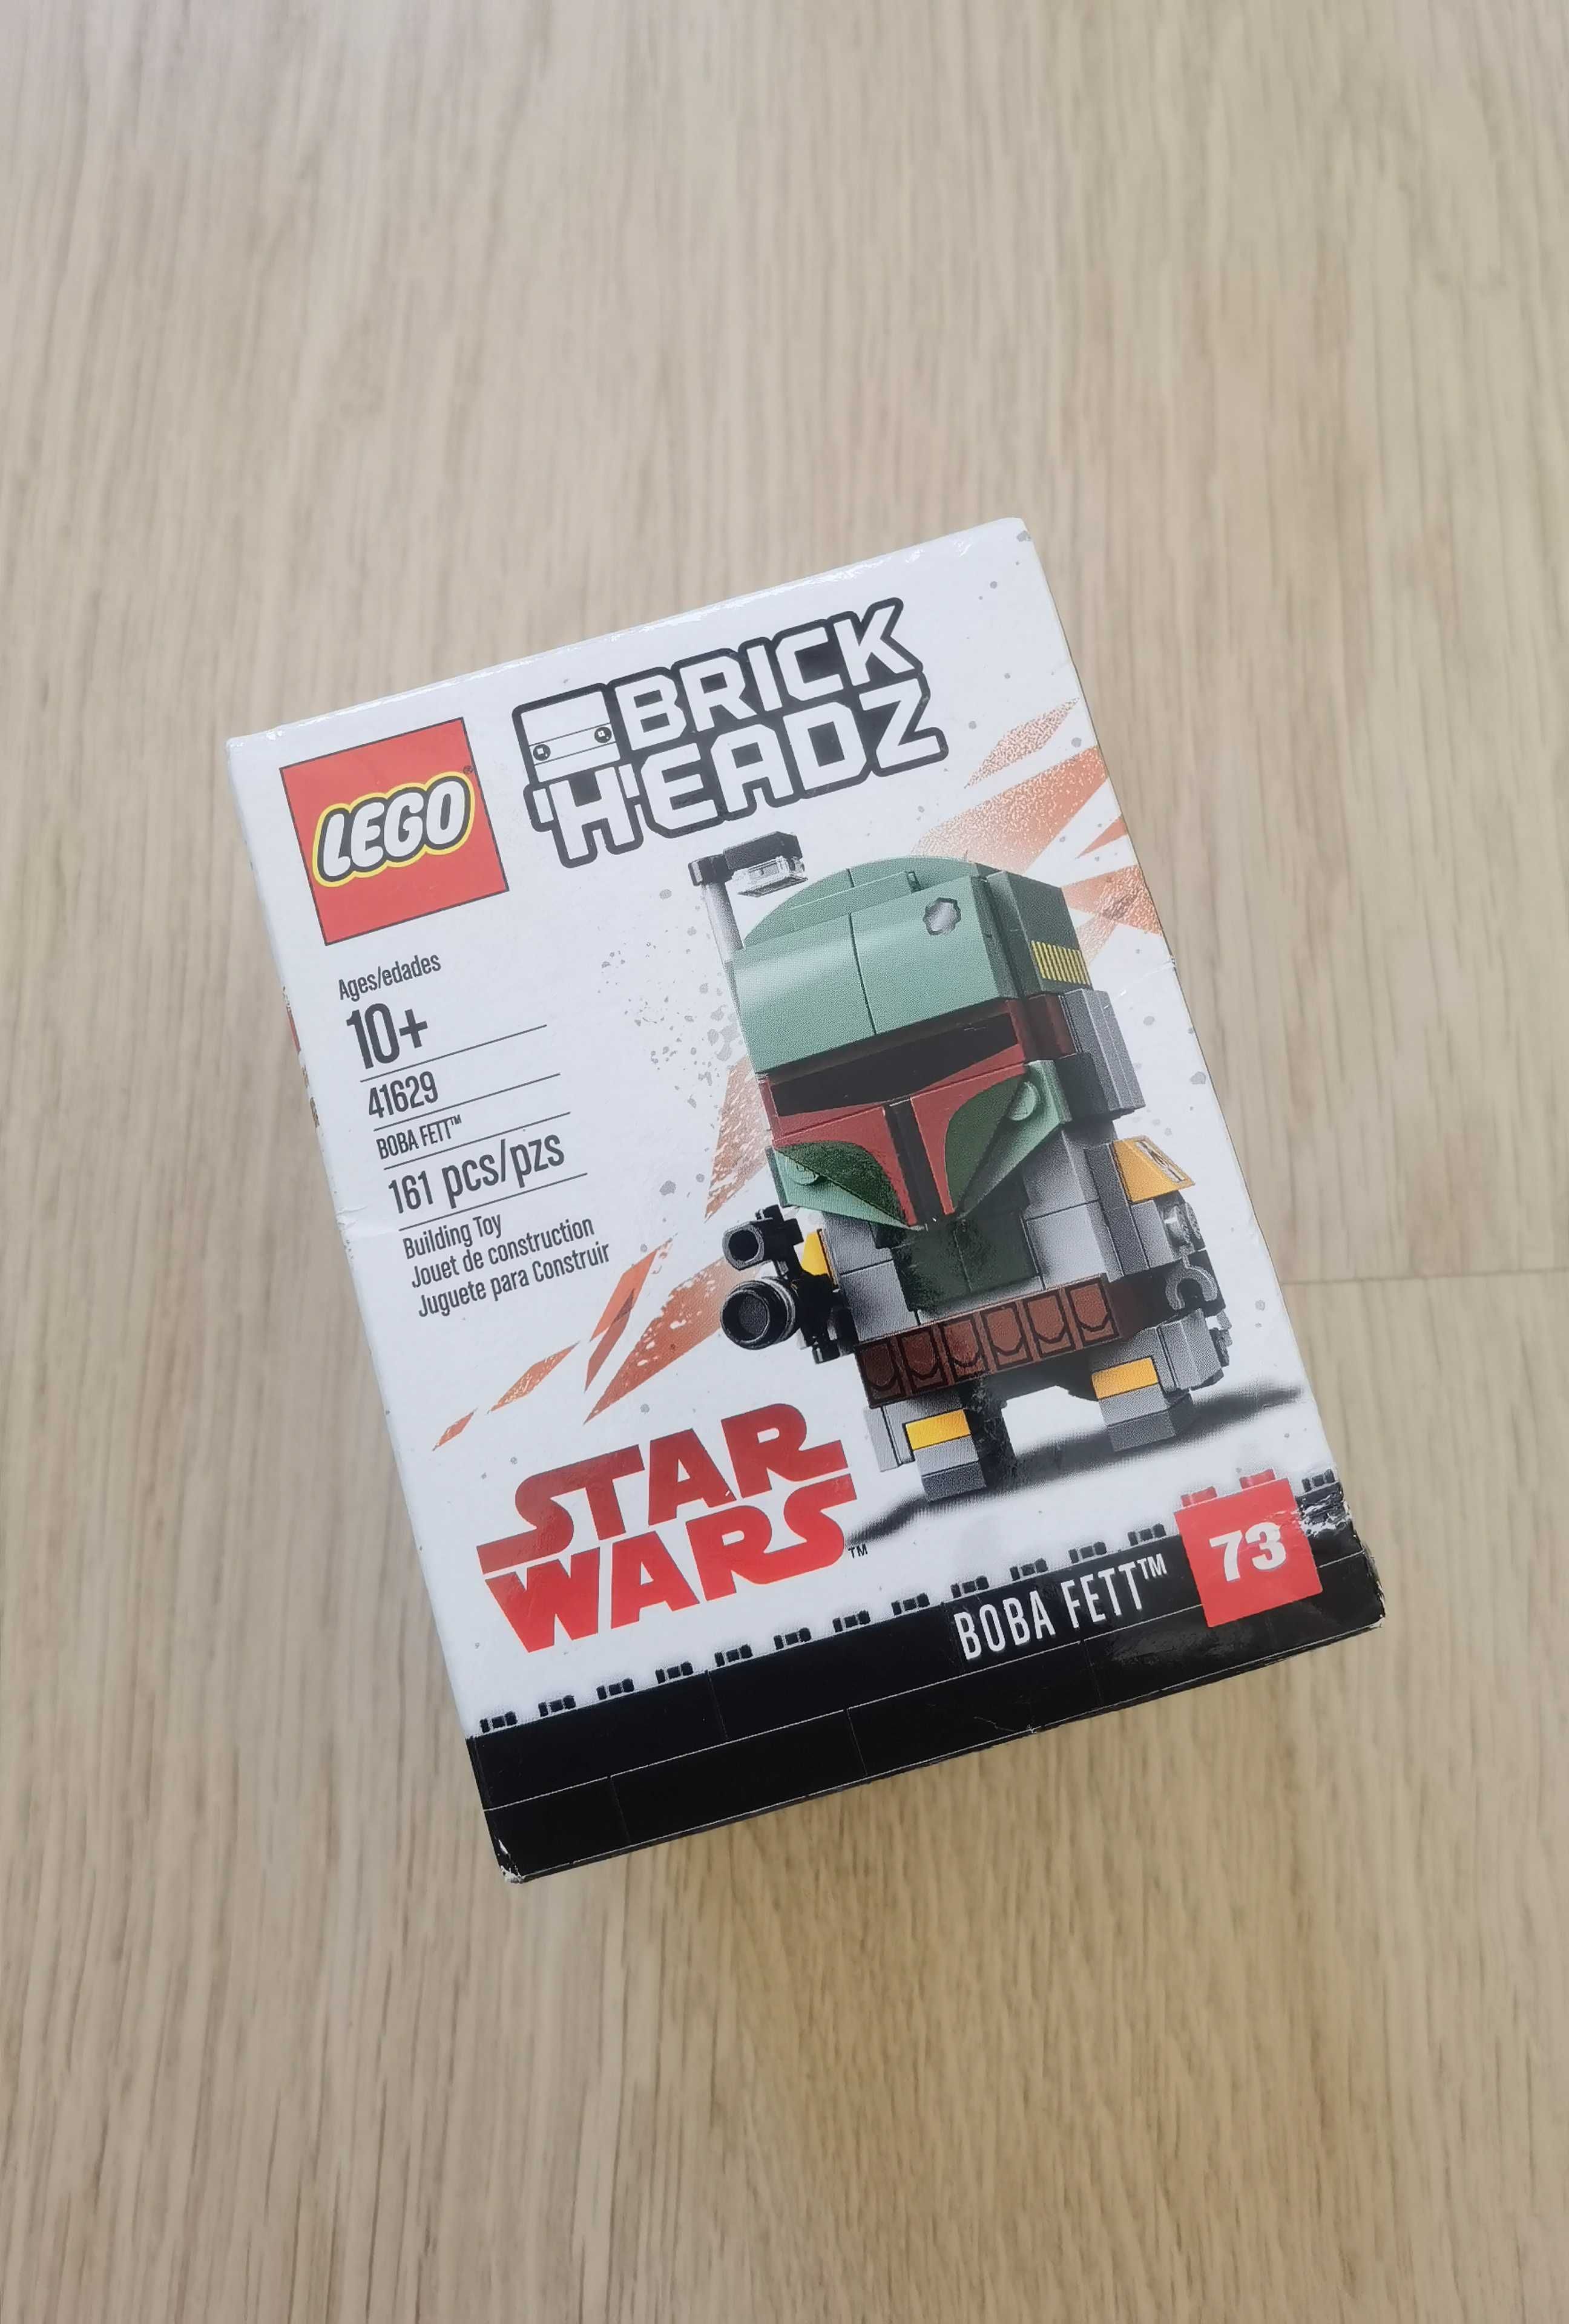 LEGO®
BRICK
HEADZ
Ages/edades
10+
41629
BOBA FETT™
161 pcs/pzs
Building Toy
Jouet de construction
Juguete para Construir
STAR
WARS™
BOBA FETT™
73